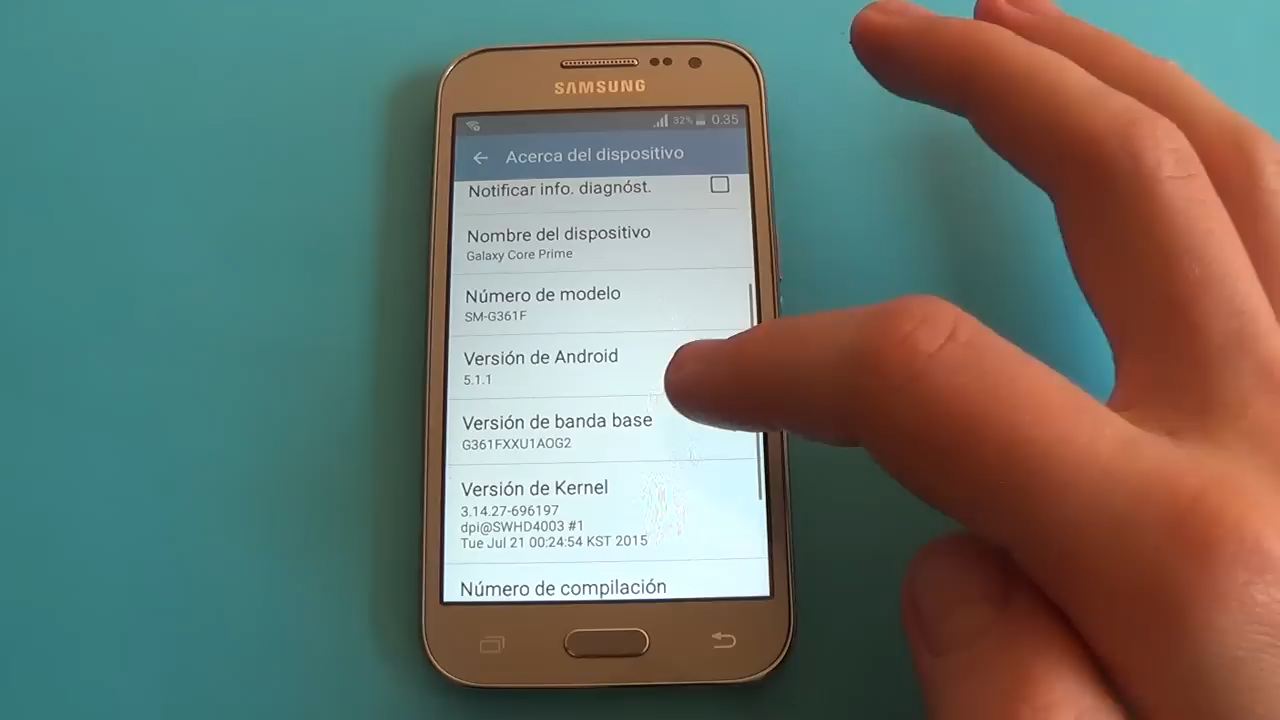 SAMSUNG
32% 0.35
Acerca del dispositivo
Notificar info. diagnóst.
Nombre del dispositivo
Galaxy Core Prime
Número de modelo
SM-G361F
Versión de Android
5.1.1
Versión de banda base
G361FXXU1AOG2
Versión de Kernel
3.14.27-696197
dpi@SWHD4003 #1
Tue Jul 21 00:24:54 KST 2015
Número de compilación